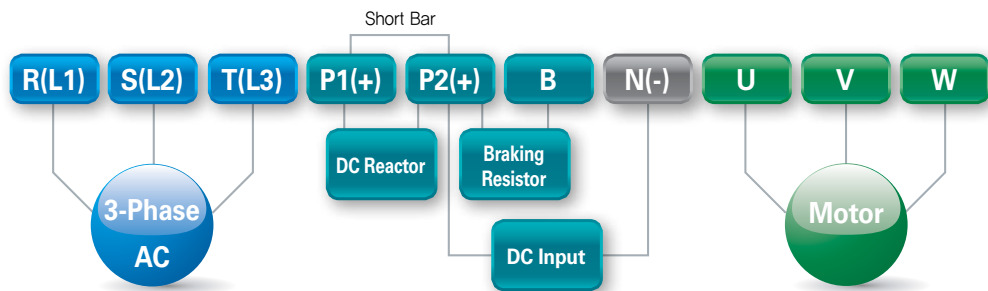 Short Bar
R(L1) S(L2) T(L3) P1(+) P2(+) B N(-) U V W
DC Reactor
Braking
Resistor
3-Phase
AC
Motor
DC Input